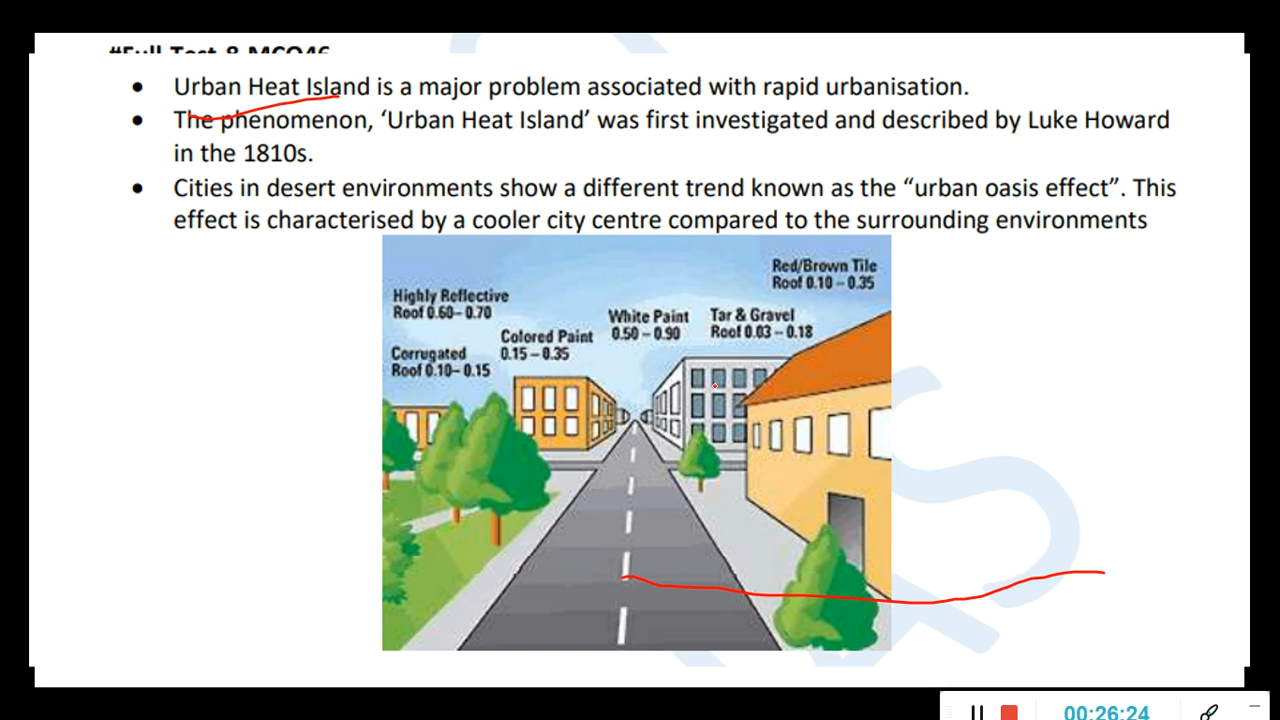 #Full Test 8 MCQ46
• Urban Heat Island is a major problem associated with rapid urbanisation.
• The phenomenon, ‘Urban Heat Island’ was first investigated and described by Luke Howard
in the 1810s.
• Cities in desert environments show a different trend known as the “urban oasis effect”. This
effect is characterised by a cooler city centre compared to the surrounding environments
Red/Brown Tile
Roof 0.10 – 0.35
Highly Reflective
Roof 0.60– 0.70
White Paint
0.50 – 0.90
Tar & Gravel
Roof 0.03 – 0.18
Colored Paint
0.15 – 0.35
Corrugated
Roof 0.10– 0.15
00:26:24